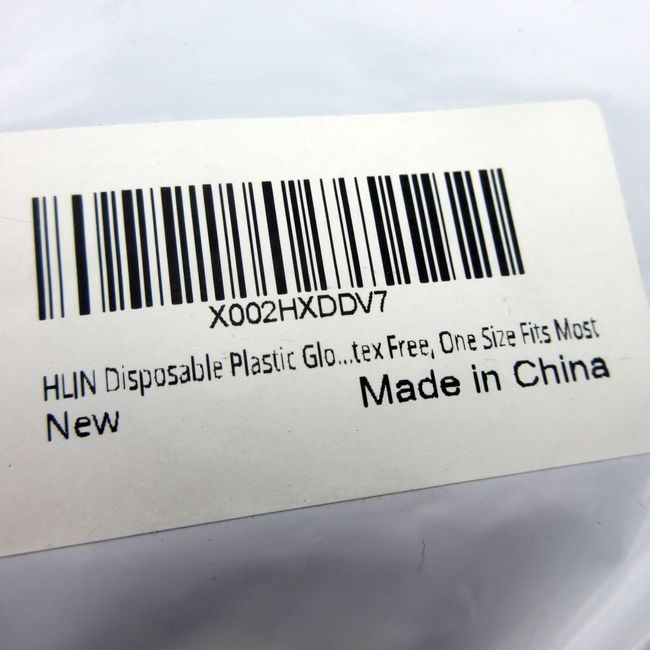 X002HXDDV7
HLIN Disposable Plastic Glo...tex Free, One Size Fits Most
New
Made in China